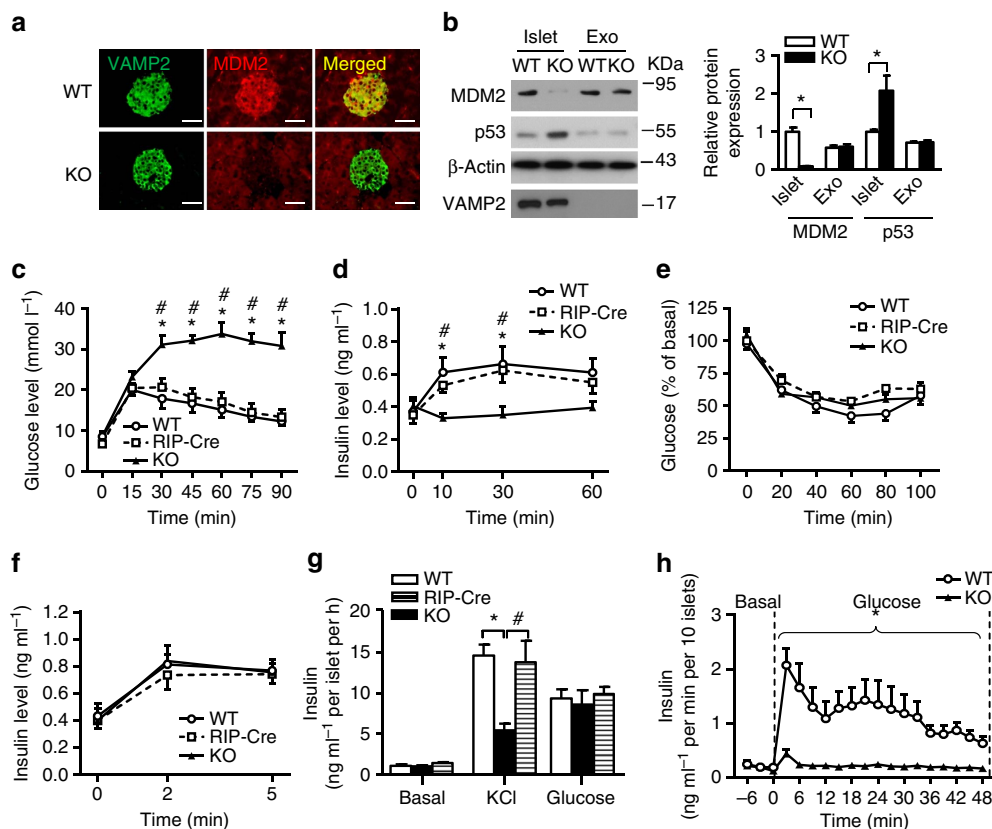 a
VAMP2 MDM2 Merged
WT
KO
b
Islet Exo
WT KO WT KO KDa
MDM2 –95
p53 –55
β-Actin –43
VAMP2 –17
WT
KO
Relative protein
expression
3
2
1
0
*
*
Islet Exo Islet Exo
MDM2 p53
c
Glucose level (mmol l⁻¹)
40
30
20
10
0
# # # # #
* * * * *
WT
RIP-Cre
KO
0 15 30 45 60 75 90
Time (min)
d
Insulin level (ng ml⁻¹)
1.0
0.8
0.6
0.4
0.2
0.0
# #
* *
WT
RIP-Cre
KO
0 10 30 60
Time (min)
e
Glucose (% of basal)
125
100
75
50
25
0
WT
RIP-Cre
KO
0 20 40 60 80 100
Time (min)
f
Insulin level (ng ml⁻¹)
1.2
1.0
0.8
0.6
0.4
0.2
0.0
WT
RIP-Cre
KO
0 2 5
Time (min)
g
Insulin
(ng ml⁻¹ per islet per h)
20
15
10
5
0
WT
RIP-Cre
KO
* #
Basal KCl Glucose
h
Insulin
(ng ml⁻¹ per min per 10 islets)
3
2
1
0
WT
KO
Basal Glucose
*
–6 0 6 12 18 24 30 36 42 48
Time (min)